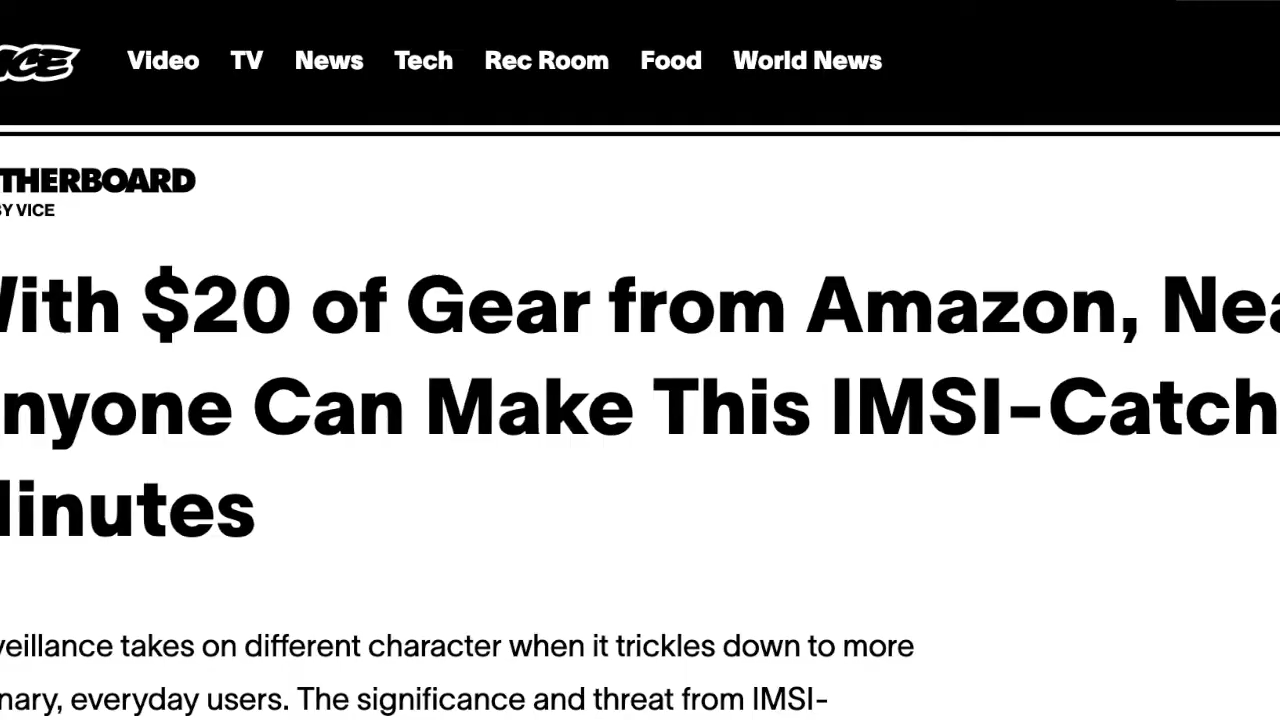 VICE Video TV News Tech Rec Room Food World News
THERBOARD
BY VICE
With $20 of Gear from Amazon, Nea
nyone Can Make This IMSI-Catch
Minutes
veillance takes on different character when it trickles down to more
nary, everyday users. The significance and threat from IMSI-